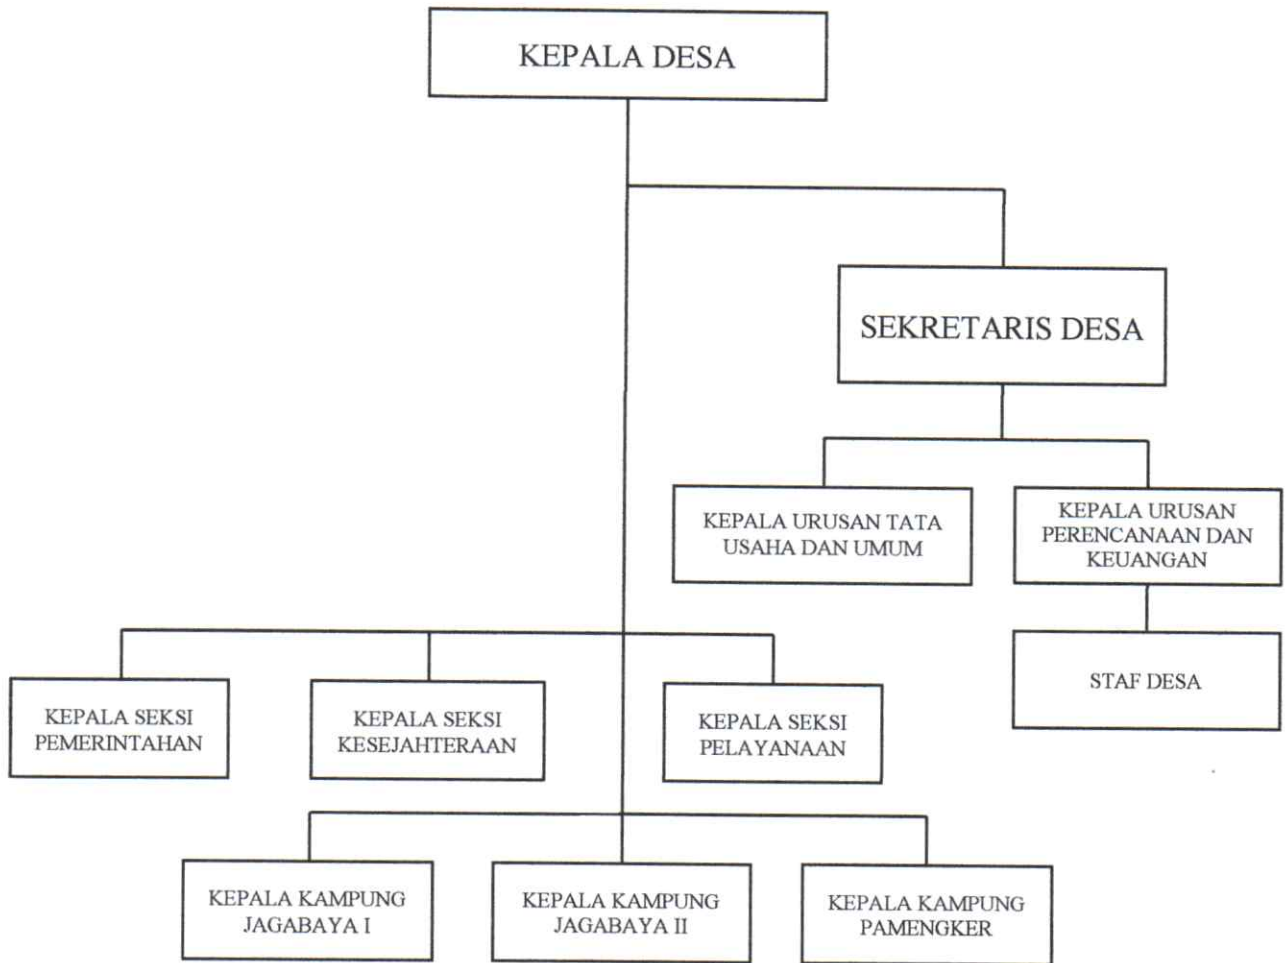 KEPALA DESA
SEKRETARIS DESA
KEPALA URUSAN TATA
USAHA DAN UMUM
KEPALA URUSAN
PERENCANAAN DAN
KEUANGAN
STAF DESA
KEPALA SEKSI
PEMERINTAHAN
KEPALA SEKSI
KESEJAHTERAAN
KEPALA SEKSI
PELAYANAAN
KEPALA KAMPUNG
JAGABAYA I
KEPALA KAMPUNG
JAGABAYA II
KEPALA KAMPUNG
PAMENGKER